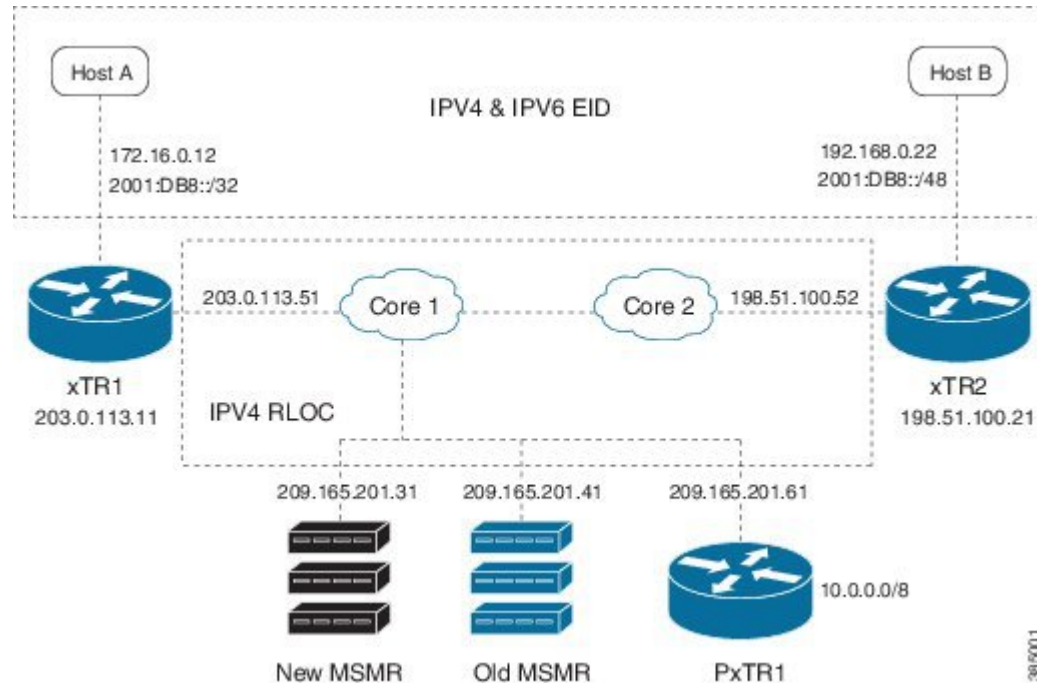 Host A
Host B
IPV4 & IPV6 EID
172.16.0.12
2001:DB8::/32
192.168.0.22
2001:DB8::/48
203.0.113.51
Core 1
Core 2
198.51.100.52
xTR1
203.0.113.11
IPV4 RLOC
xTR2
198.51.100.21
209.165.201.31
209.165.201.41
209.165.201.61
10.0.0.0/8
New MSMR
Old MSMR
PxTR1
385001